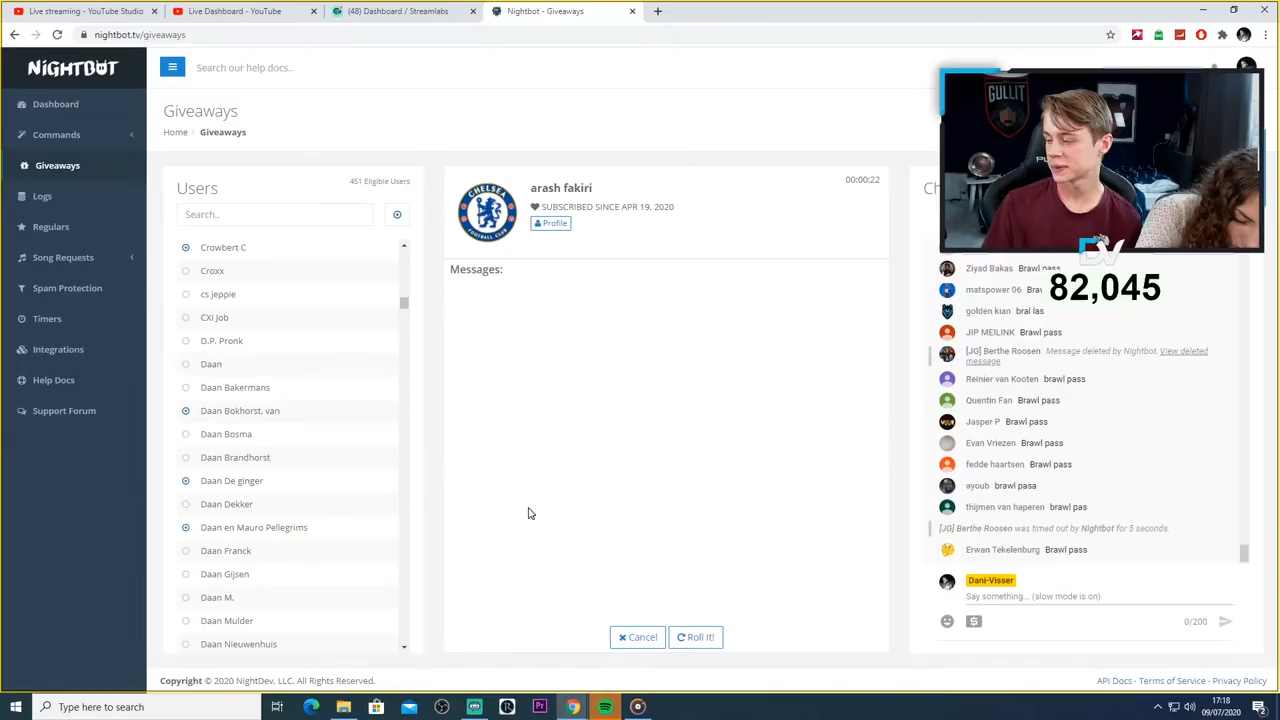 Live streaming - YouTube Studio
Live Dashboard - YouTube
(48) Dashboard / Streamlabs
Nightbot - Giveaways
nightbot.tv/giveaways
NIGHTBOT
Search our help docs..
Dashboard
Commands
Giveaways
Logs
Regulars
Song Requests
Spam Protection
Timers
Integrations
Help Docs
Support Forum
Giveaways
Home / Giveaways
Users
451 Eligible Users
Search..
Crowbert C
Croxx
cs jeppie
CXI Job
D.P. Pronk
Daan
Daan Bakermans
Daan Bokhorst, van
Daan Bosma
Daan Brandhorst
Daan De ginger
Daan Dekker
Daan en Mauro Pellegrims
Daan Franck
Daan Gijsen
Daan M.
Daan Mulder
Daan Nieuwenhuis
CHELSEA
FOOTBALL CLUB
arash fakiri
00:00:22
SUBSCRIBED SINCE APR 19, 2020
Profile
Messages:
Cancel
Roll It!
GULLIT
DV
82,045
Ziyad Bakas Brawl pass
matspower 06
golden kian bral las
JIP MEILINK Brawl pass
[JG] Berthe Roosen Message deleted by Nightbot. View deleted
message
Reinier van Kooten brawl pass
Quentin Fan Brawl pass
Jasper P Brawl pass
Evan Vriezen Brawl pass
fedde haartsen Brawl pass
ayoub brawl pasa
thijmen van haperen brawl pas
[JG] Berthe Roosen was timed out by Nightbot for 5 seconds.
Erwan Tekelenburg Brawl pass
Dani-Visser
Say something... (slow mode is on)
0/200
Copyright © 2020 NightDev, LLC. All Rights Reserved.
API Docs - Terms of Service - Privacy Policy
Type here to search
17:18
09/07/2020